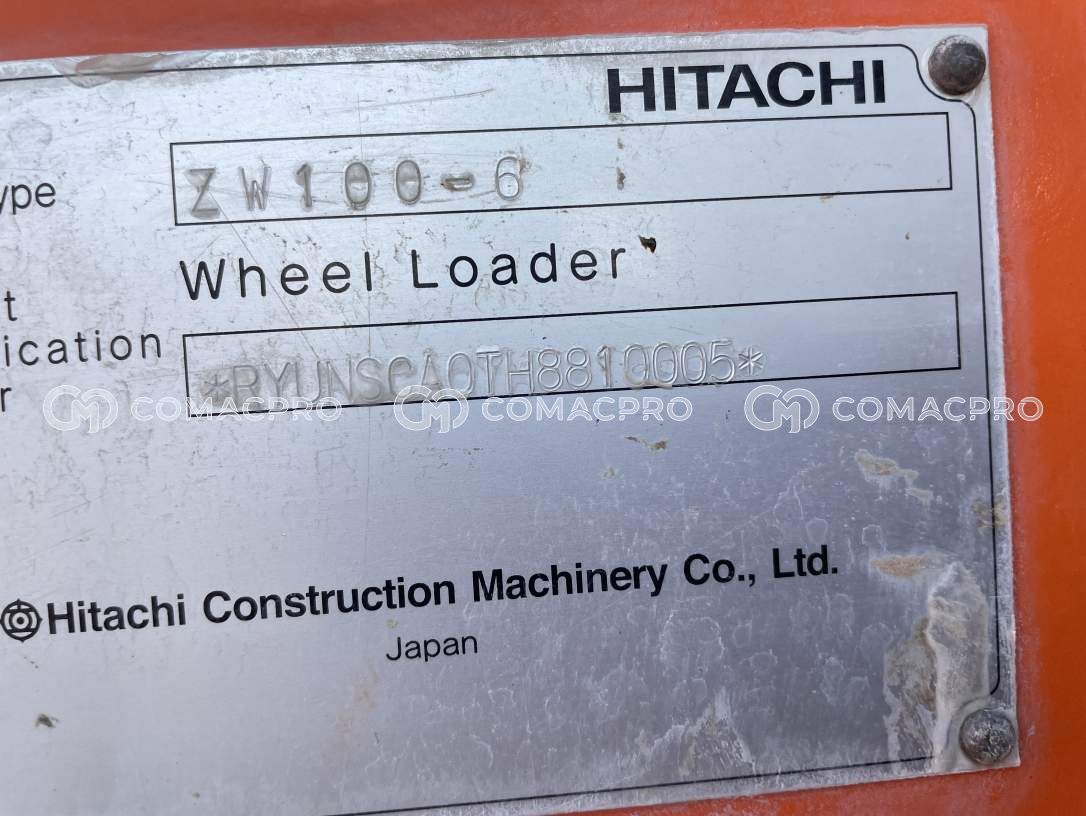 HITACHI
ype ZW100-6
Wheel Loader
t
ication
r
*RYUNSCA0TH8810005*
COMACPRO COMACPRO COMACPRO
Hitachi Construction Machinery Co., Ltd.
Japan